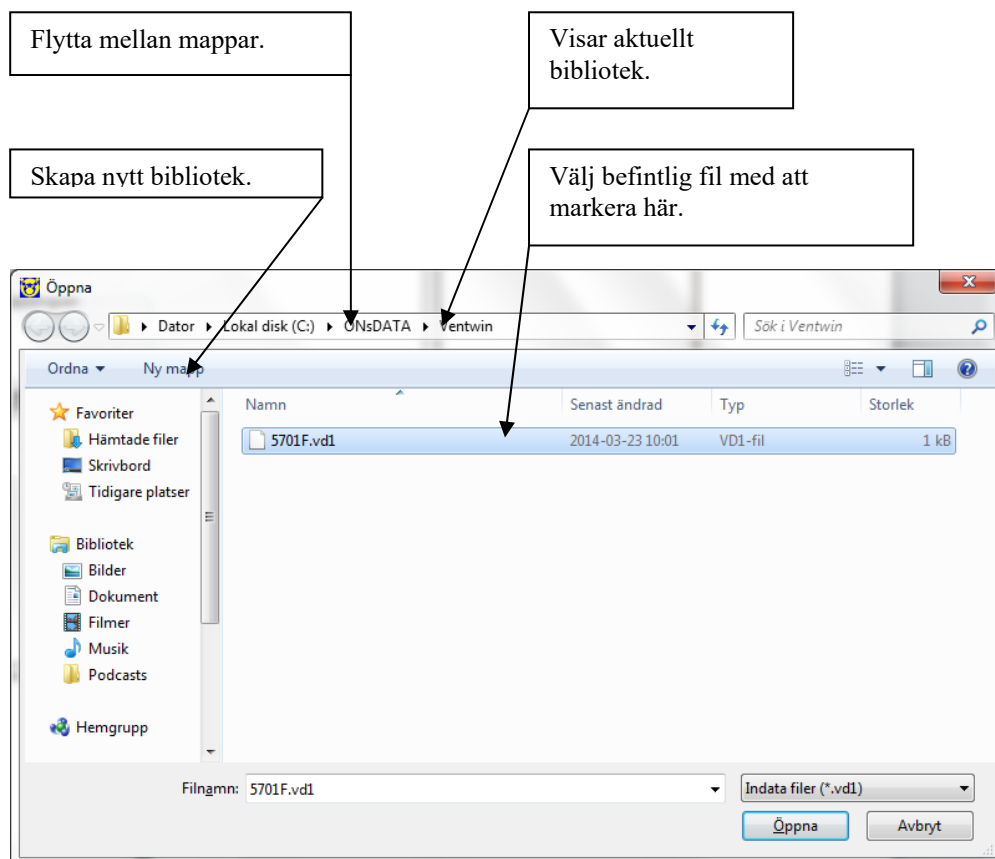 Flytta mellan mappar.
Visar aktuellt
bibliotek.
Skapa nytt bibliotek.
Välj befintlig fil med att
markera här.
Öppna
Dator Lokal disk (C:) ONsDATA Ventwin
Sök i Ventwin
Ordna Ny mapp
Namn Senast ändrad Typ Storlek
5701F.vd1 2014-03-23 10:01 VD1-fil 1 kB
Favoriter
Hämtade filer
Skrivbord
Tidigare platser
Bibliotek
Bilder
Dokument
Filmer
Musik
Podcasts
Hemgrupp
Filnamn: 5701F.vd1 Indata filer (*.vd1)
Öppna Avbryt